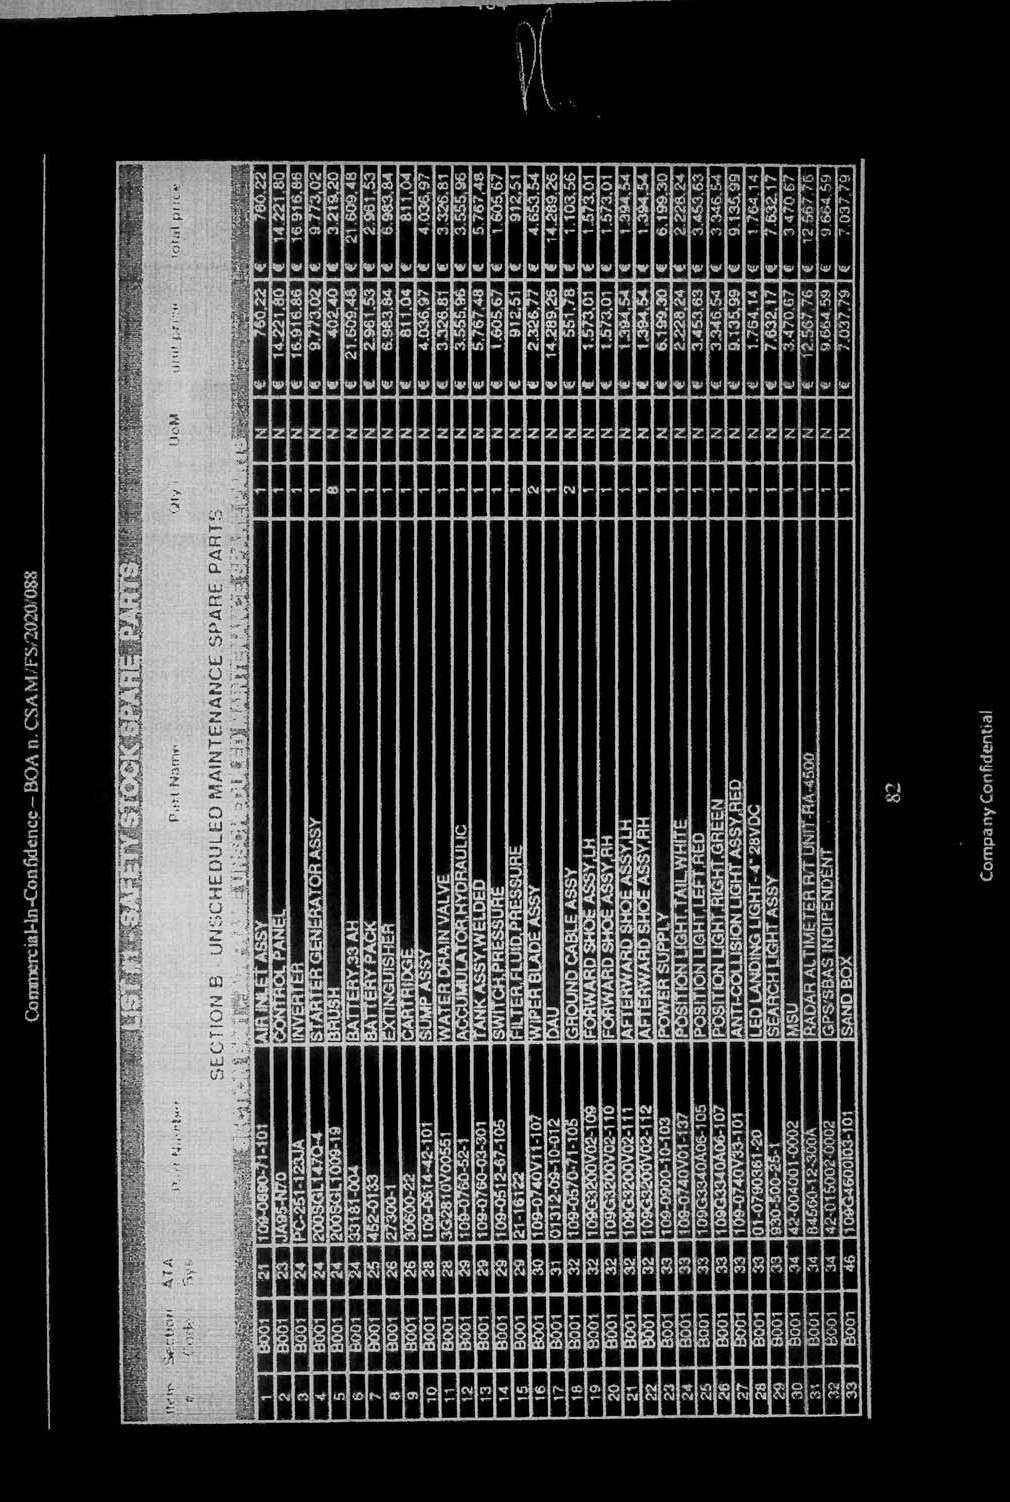 Commercial-In-Confidence – BOA n. CSAM/FS/2020/088
LIST III - SAFETY STOCK SPARE PARTS
Item # Section Code ATA Sys Part Number Part Name Qty UoM unit price total price
SECTION B UNSCHEDULED MAINTENANCE SPARE PARTS
1 B001 21 109-0690-71-101 AIR INLET ASSY 1 N € 760,22 € 760,22
2 B001 23 JA95-N70 CONTROL PANEL 1 N € 14.221,80 € 14.221,80
3 B001 24 PC-251-123JA INVERTER 1 N € 16.916,86 € 16.916,86
4 B001 24 200SGL147Q-4 STARTER GENERATOR ASSY 1 N € 9.773,02 € 9.773,02
5 B001 24 200SGL1009-19 BRUSH 8 N € 402,40 € 3.219,20
6 B001 24 33181-004 BATTERY,33 AH 1 N € 21.609,48 € 21.609,48
7 B001 25 452-0133 BATTERY PACK 1 N € 2.961,53 € 2.961,53
8 B001 26 27300-1 EXTINGUISHER 1 N € 6.983,84 € 6.983,84
9 B001 26 30600-22 CARTRIDGE 1 N € 811,04 € 811,04
10 B001 28 109-0614-42-101 SUMP ASSY 1 N € 4.036,97 € 4.036,97
11 B001 28 3G2810V00551 WATER DRAIN VALVE 1 N € 3.326,81 € 3.326,81
12 B001 29 109-0760-52-1 ACCUMULATOR,HYDRAULIC 1 N € 3.555,96 € 3.555,96
13 B001 29 109-0760-03-301 TANK ASSY,WELDED 1 N € 5.767,48 € 5.767,48
14 B001 29 109-0512-67-105 SWITCH,PRESSURE 1 N € 1.605,67 € 1.605,67
15 B001 29 21-16122 FILTER,FLUID,PRESSURE 1 N € 912,51 € 912,51
16 B001 30 109-0740V11-107 WIPER BLADE ASSY 2 N € 2.326,77 € 4.653,54
17 B001 31 01312-09-10-012 DAU 1 N € 14.289,26 € 14.289,26
18 B001 32 109-0570-71-105 GROUND CABLE ASSY 2 N € 551,78 € 1.103,56
19 B001 32 109G3200V02-109 FORWARD SHOE ASSY,LH 1 N € 1.573,01 € 1.573,01
20 B001 32 109G3200V02-110 FORWARD SHOE ASSY,RH 1 N € 1.573,01 € 1.573,01
21 B001 32 109G3200V02-111 AFTERWARD SHOE ASSY,LH 1 N € 1.394,54 € 1.394,54
22 B001 32 109G3200V02-112 AFTERWARD SHOE ASSY,RH 1 N € 1.394,54 € 1.394,54
23 B001 33 109-0900-10-103 POWER SUPPLY 1 N € 6.199,30 € 6.199,30
24 B001 33 109-0740V01-137 POSITION LIGHT,TAIL,WHITE 1 N € 2.228,24 € 2.228,24
25 B001 33 109G3340A06-105 POSITION LIGHT,LEFT,RED 1 N € 3.453,63 € 3.453,63
26 B001 33 109G3340A06-107 POSITION LIGHT,RIGHT,GREEN 1 N € 3.346,54 € 3.346,54
27 B001 33 109-0740V33-101 ANTI-COLLISION LIGHT ASSY,RED 1 N € 9.135,99 € 9.135,99
28 B001 33 01-0790361-20 LED LANDING LIGHT - 4" 28VDC 1 N € 1.764,14 € 1.764,14
29 B001 33 930-500-25-1 SEARCH LIGHT ASSY 1 N € 7.632,17 € 7.632,17
30 B001 34 42-004001-0002 MSU 1 N € 3.470,67 € 3.470,67
31 B001 34 84560-12-S00A RADAR ALTIMETER R/T UNIT-RA-4500 1 N € 12.567,76 € 12.567,76
32 B001 34 42-015002-0002 GPS/SBAS INDIPENDENT 1 N € 9.664,59 € 9.664,59
33 B001 46 109G4600I03-101 SAND BOX 1 N € 7.037,79 € 7.037,79
82
Company Confidential